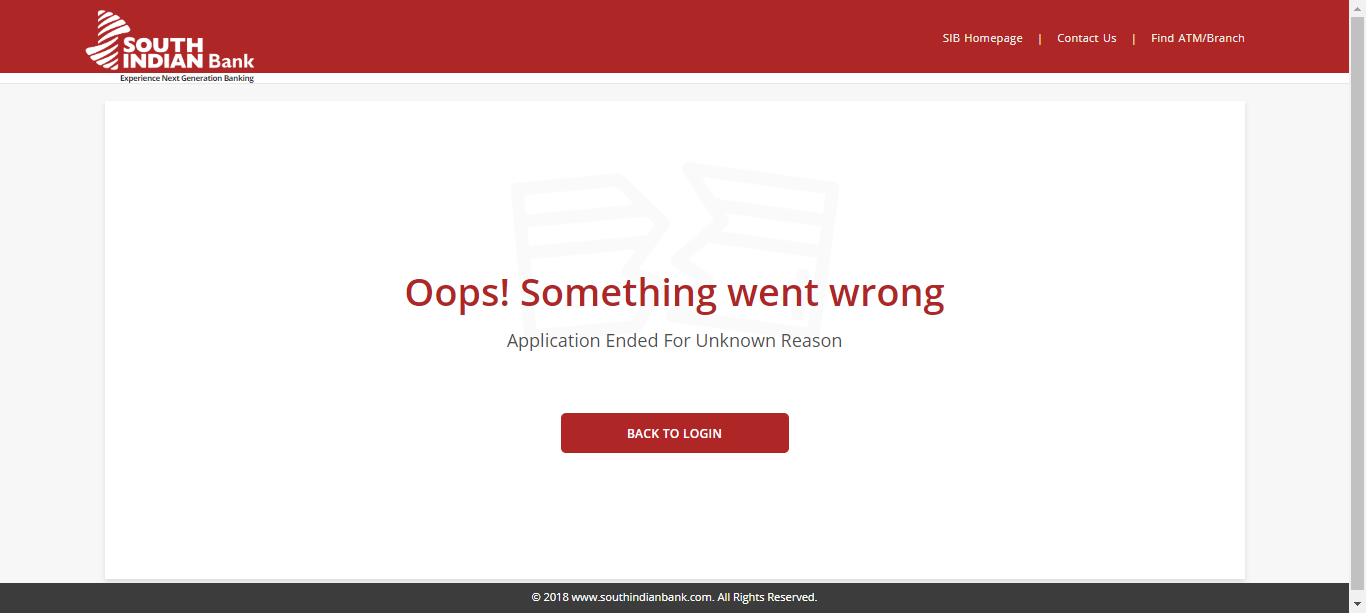 SOUTH
INDIAN Bank
Experience Next Generation Banking
SIB Homepage | Contact Us | Find ATM/Branch
Oops! Something went wrong
Application Ended For Unknown Reason
BACK TO LOGIN
© 2018 www.southindianbank.com. All Rights Reserved.